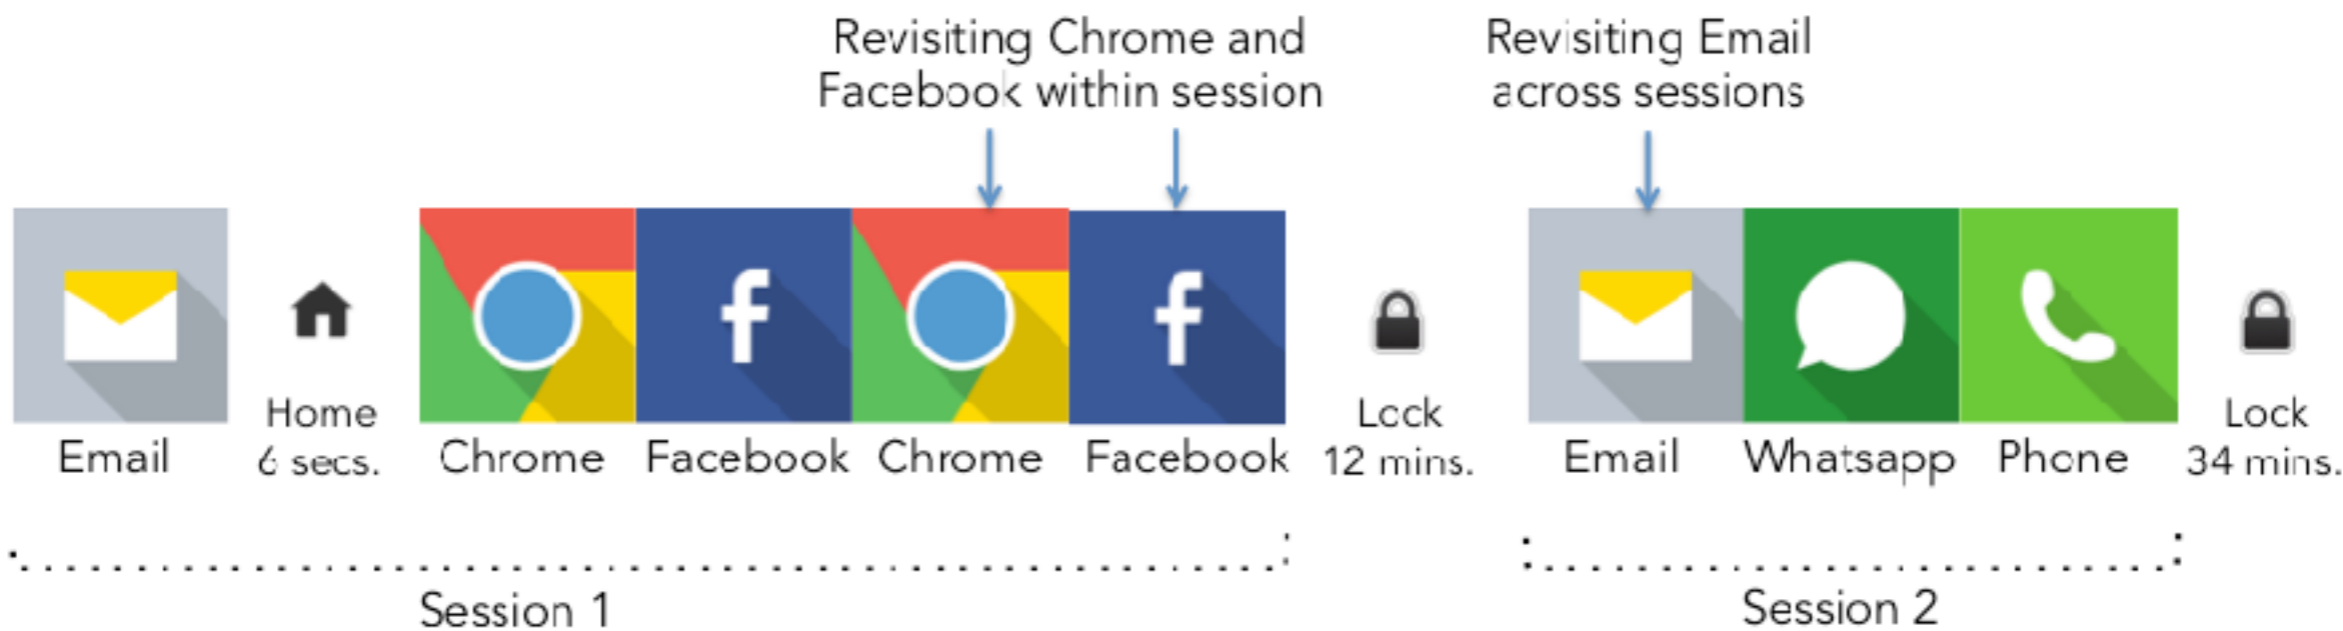 Revisiting Chrome and
Facebook within session
Revisiting Email
across sessions
Email
Home
6 secs.
Chrome
Facebook
Chrome
Facebook
Lock
12 mins.
Email
Whatsapp
Phone
Lock
34 mins.
Session 1
Session 2